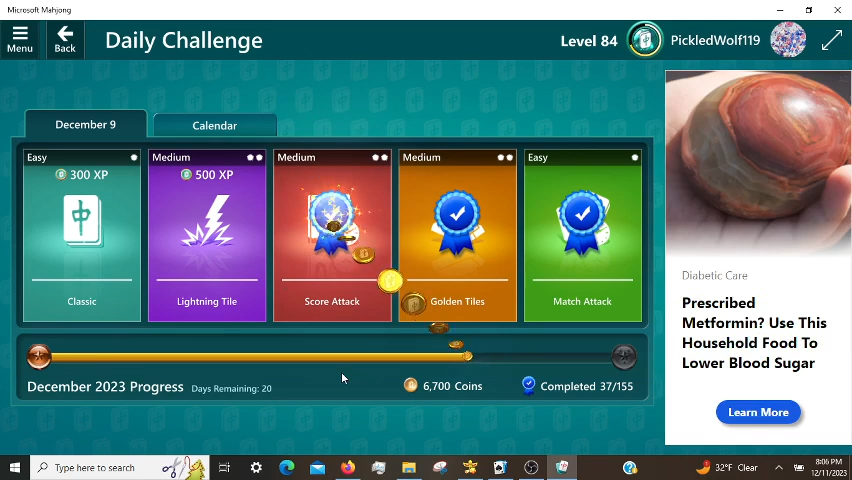 Microsoft Mahjong
Menu
Back
Daily Challenge
Level 84
PickledWolf119
December 9
Calendar
Easy
300 XP
中
Classic
Medium
500 XP
Lightning Tile
Medium
Score Attack
Medium
Golden Tiles
Easy
Match Attack
December 2023 Progress
Days Remaining: 20
6,700 Coins
Completed 37/155
Diabetic Care
Prescribed
Metformin? Use This
Household Food To
Lower Blood Sugar
Learn More
Type here to search
32°F Clear
8:06 PM
12/11/2023